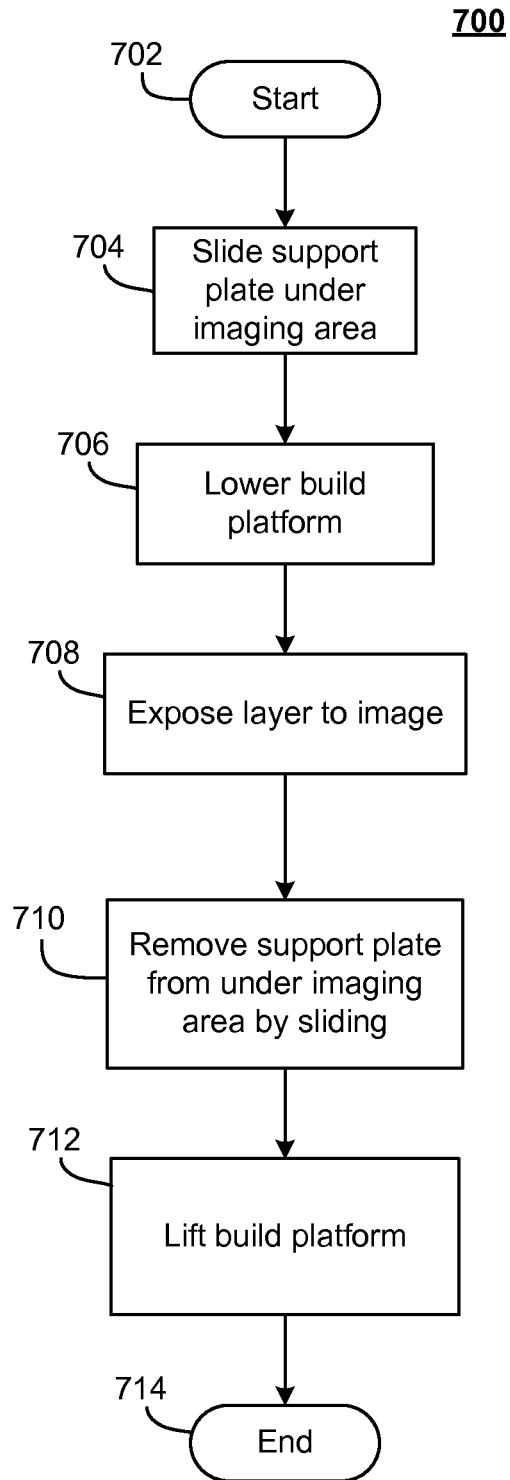 700
702
Start
704
Slide support
plate under
imaging area
706
Lower build
platform
708
Expose layer to image
710
Remove support plate
from under imaging
area by sliding
712
Lift build platform
714
End